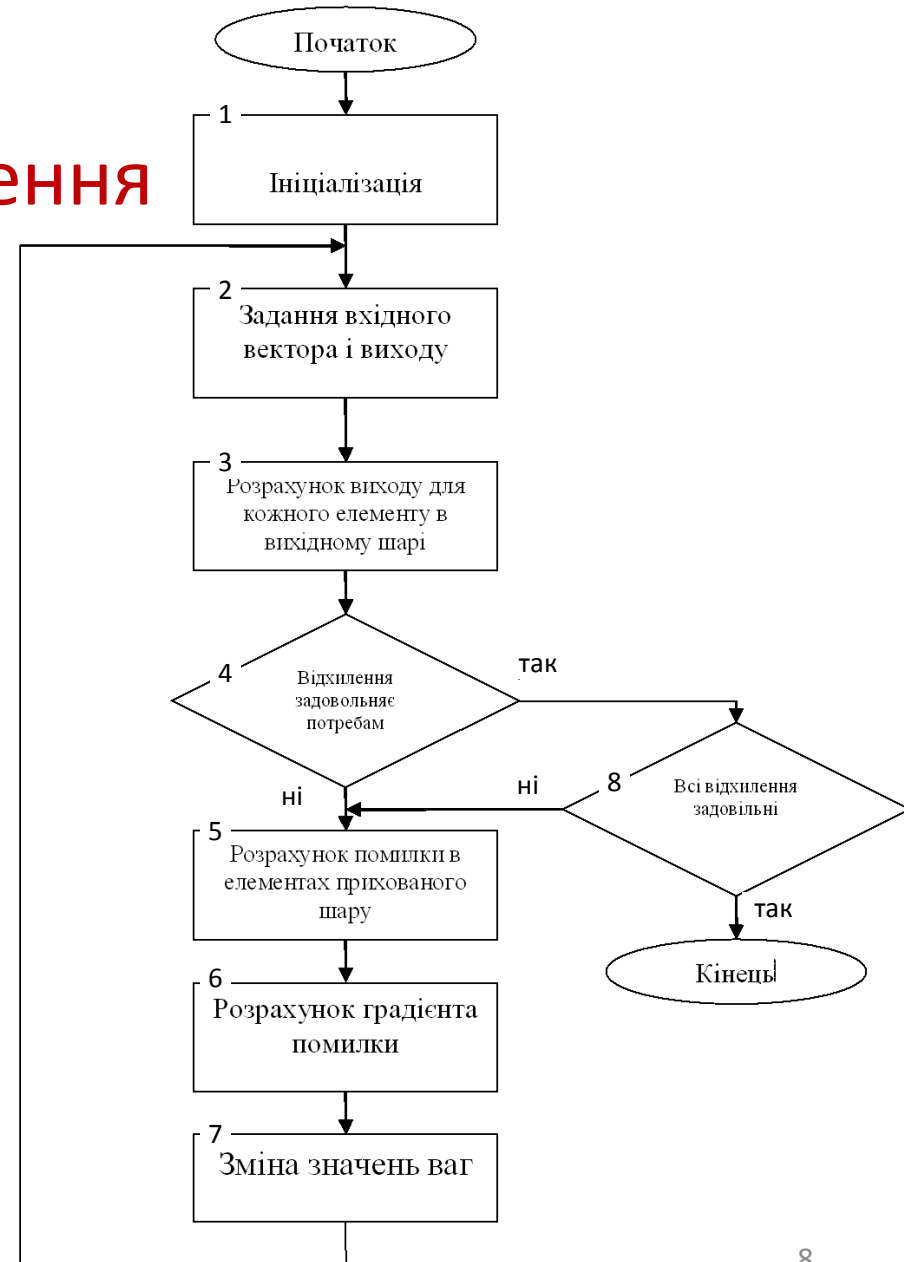 Початок
1
Ініціалізація
ення
2
Задання вхідного
вектора і виходу
3
Розрахунок виходу для
кожного елементу в
вихідному шарі
4
Відхилення
задовольняє
потребам
так
8
Всі відхилення
задовільні
ні
ні
так
Кінець
5
Розрахунок помилки в
елементах прихованого
шару
6
Розрахунок градієнта
помилки
7
Зміна значень ваг
8